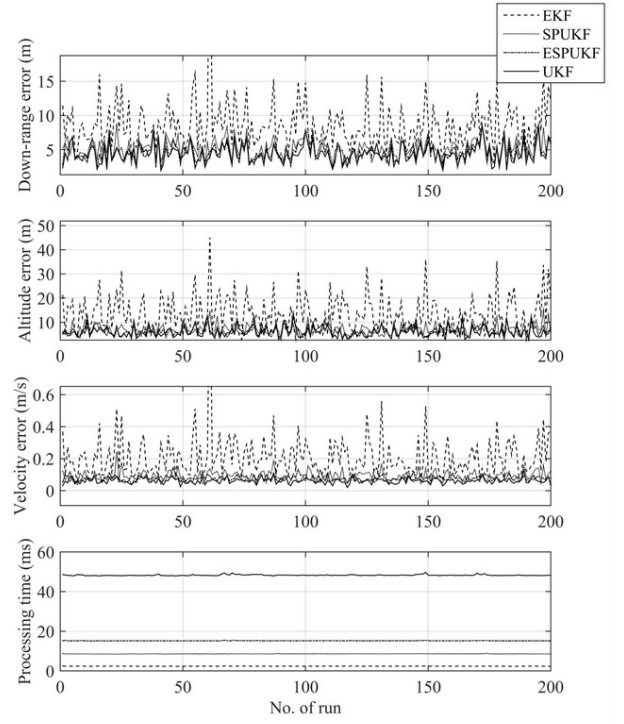 EKF
SPUKF
ESPUKF
UKF
Down-range error (m)
15
10
5
0 50 100 150 200
Altitude error (m)
50
40
30
20
10
0 50 100 150 200
Velocity error (m/s)
0.6
0.4
0.2
0
0 50 100 150 200
Processing time (ms)
60
40
20
0
0 50 100 150 200
No. of run